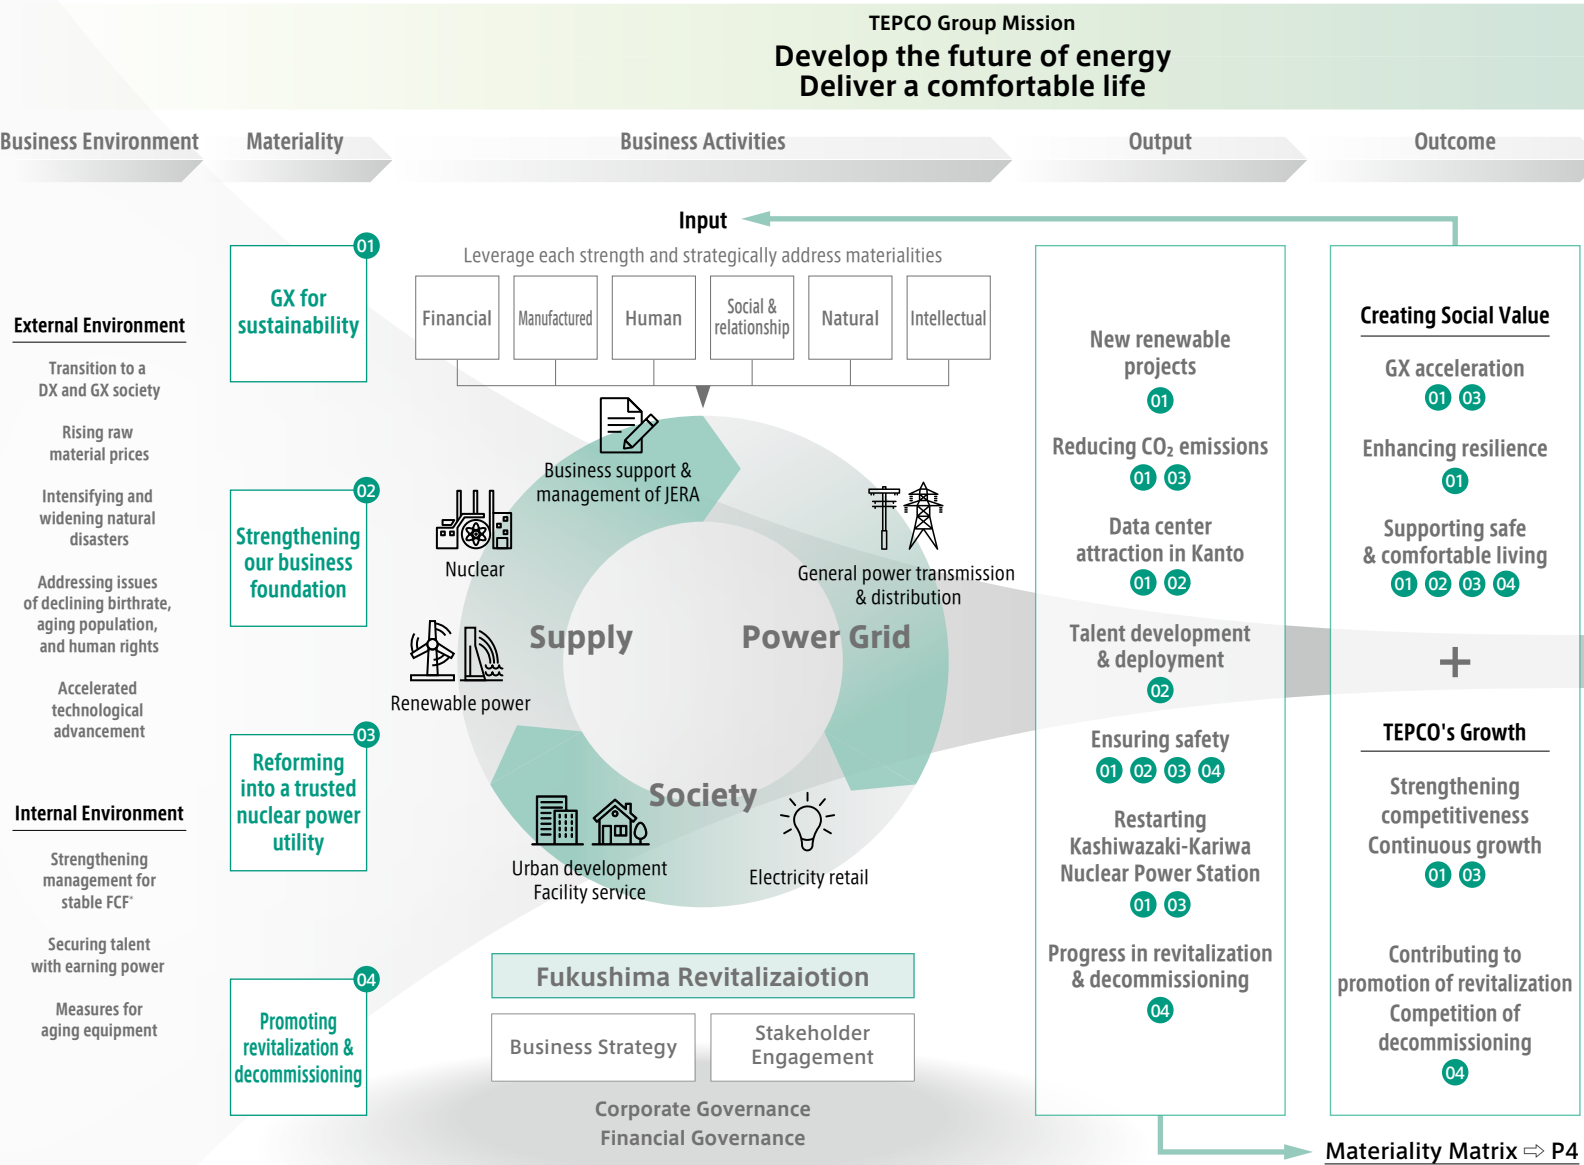 TEPCO Group Mission
Develop the future of energy
Deliver a comfortable life
Business Environment
Materiality
Business Activities
Output
Outcome
External Environment
Transition to a
DX and GX society
Rising raw
material prices
Intensifying and
widening natural
disasters
Addressing issues
of declining birthrate,
aging population,
and human rights
Accelerated
technological
advancement
Internal Environment
Strengthening
management for
stable FCF*
Securing talent
with earning power
Measures for
aging equipment
01
GX for
sustainability
02
Strengthening
our business
foundation
03
Reforming
into a trusted
nuclear power
utility
04
Promoting
revitalization &
decommissioning
Input
Leverage each strength and strategically address materialities
Financial
Manufactured
Human
Social &
relationship
Natural
Intellectual
Business support &
management of JERA
Nuclear
General power transmission
& distribution
Supply
Power Grid
Renewable power
Society
Urban development
Facility service
Electricity retail
Fukushima Revitalizaiotion
Business Strategy
Stakeholder
Engagement
Corporate Governance
Financial Governance
New renewable
projects
01
Reducing CO₂ emissions
01 03
Data center
attraction in Kanto
01 02
Talent development
& deployment
02
Ensuring safety
01 02 03 04
Restarting
Kashiwazaki-Kariwa
Nuclear Power Station
01 03
Progress in revitalization
& decommissioning
04
Creating Social Value
GX acceleration
01 03
Enhancing resilience
01
Supporting safe
& comfortable living
01 02 03 04
+
TEPCO's Growth
Strengthening
competitiveness
Continuous growth
01 03
Contributing to
promotion of revitalization
Competition of
decommissioning
04
Materiality Matrix ⇨ P4